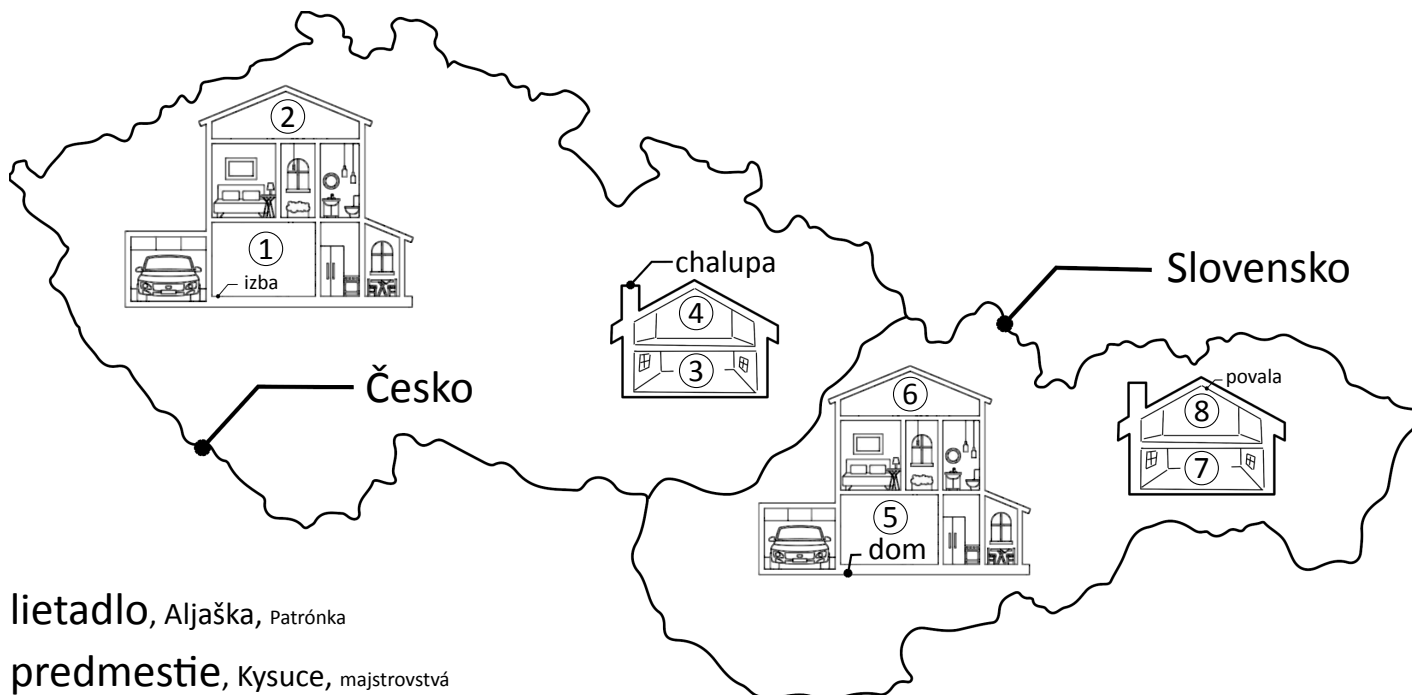 ②
①
izba
chalupa
④
③
Slovensko
Česko
⑥
⑤
dom
povala
⑧
⑦
lietadlo, Aljaška, Patrónka
predmestie, Kysuce, majstrovstvá